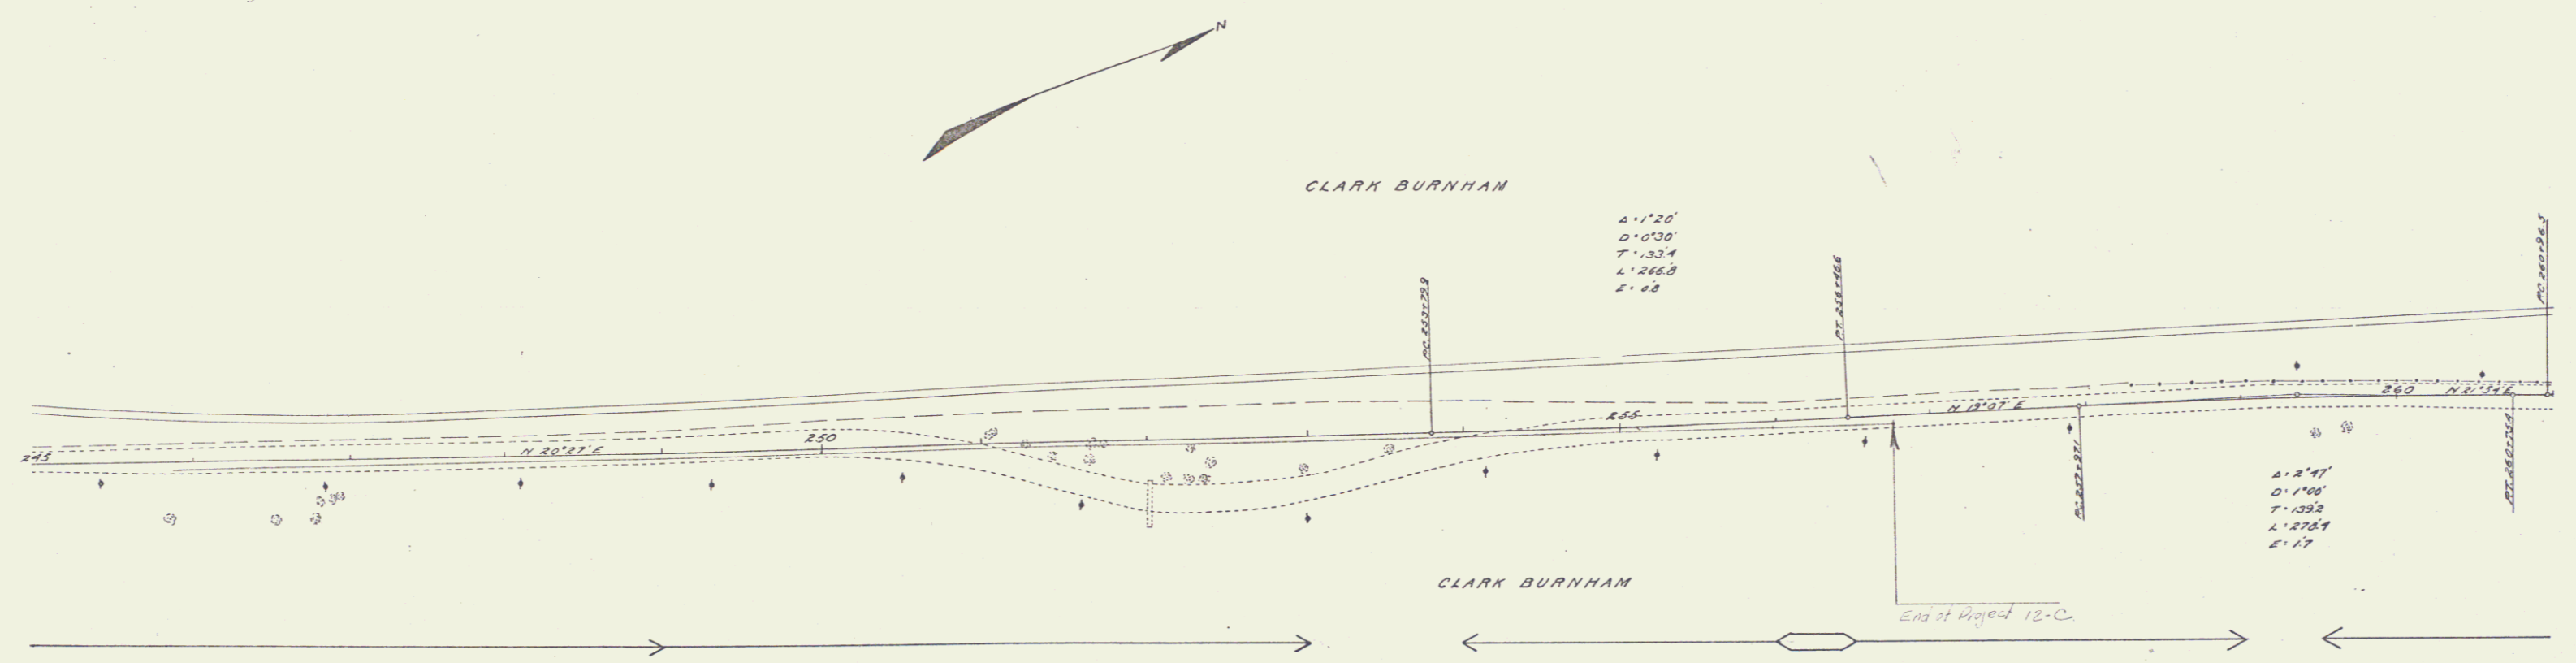 N
CLARK BURNHAM
Δ = 1°20'
D = 0°30'
T = 133.4
L = 266.8
E = 0.8
P.C. 253+79.8
P.T. 256+46.6
P.C. 260+96.5
245
N 20°27' E
250
255
N 19°07' E
260
N 21°54' E
P.C. 257+97.1
P.T. 260+75.4
Δ = 2°47'
D = 1°00'
T = 139.2
L = 278.4
E = 1.7
CLARK BURNHAM
End of Project 12-C.